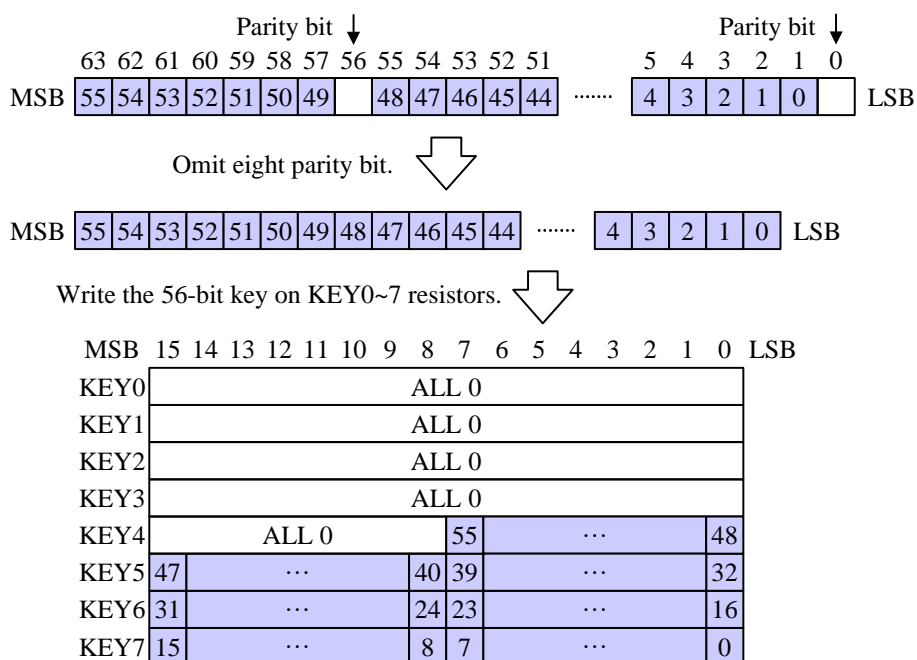 Parity bit Parity bit
63 62 61 60 59 58 57 56 55 54 53 52 51 5 4 3 2 1 0
MSB 55 54 53 52 51 50 49 48 47 46 45 44 ······· 4 3 2 1 0 LSB
Omit eight parity bit.
MSB 55 54 53 52 51 50 49 48 47 46 45 44 ······· 4 3 2 1 0 LSB
Write the 56-bit key on KEY0~7 resistors.
MSB 15 14 13 12 11 10 9 8 7 6 5 4 3 2 1 0 LSB
KEY0 ALL 0
KEY1 ALL 0
KEY2 ALL 0
KEY3 ALL 0
KEY4 ALL 0 55 ··· 48
KEY5 47 ··· 40 39 ··· 32
KEY6 31 ··· 24 23 ··· 16
KEY7 15 ··· 8 7 ··· 0